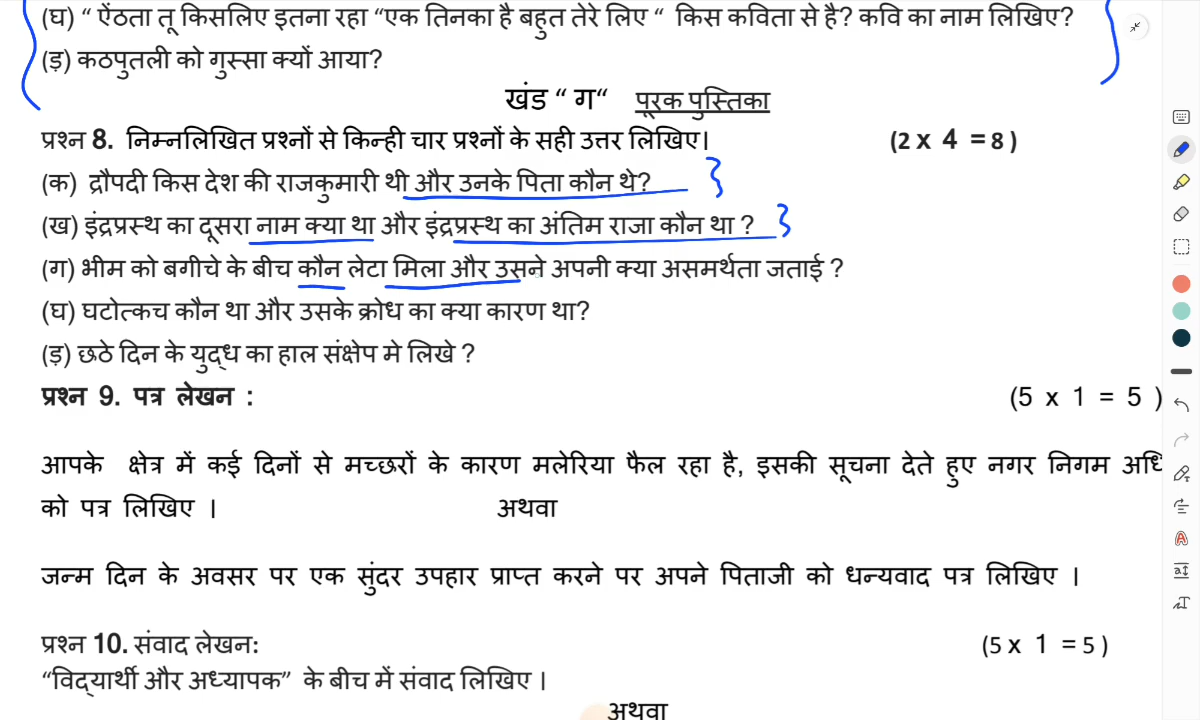 (घ) “ ऐंठता तू किसलिए इतना रहा “एक तिनका है बहुत तेरे लिए “ किस कविता से है? कवि का नाम लिखिए?
(ड़) कठपुतली को गुस्सा क्यों आया?
खंड “ ग“ पूरक पुस्तिका
प्रश्न 8. निम्नलिखित प्रश्नों से किन्ही चार प्रश्नों के सही उत्तर लिखिए। (2 x 4 = 8 )
(क) द्रौपदी किस देश की राजकुमारी थी और उनके पिता कौन थे?
(ख) इंद्रप्रस्थ का दूसरा नाम क्या था और इंद्रप्रस्थ का अंतिम राजा कौन था ?
(ग) भीम को बगीचे के बीच कौन लेटा मिला और उसने अपनी क्या असमर्थता जताई ?
(घ) घटोत्कच कौन था और उसके क्रोध का क्या कारण था?
(ड़) छठे दिन के युद्ध का हाल संक्षेप मे लिखे ?
प्रश्न 9. पत्र लेखन : (5 x 1 = 5 )
आपके क्षेत्र में कई दिनों से मच्छरों के कारण मलेरिया फैल रहा है, इसकी सूचना देते हुए नगर निगम अधि
को पत्र लिखिए । अथवा
जन्म दिन के अवसर पर एक सुंदर उपहार प्राप्त करने पर अपने पिताजी को धन्यवाद पत्र लिखिए ।
प्रश्न 10. संवाद लेखन: (5 x 1 = 5 )
“विद्यार्थी और अध्यापक” के बीच में संवाद लिखिए ।
अथवा